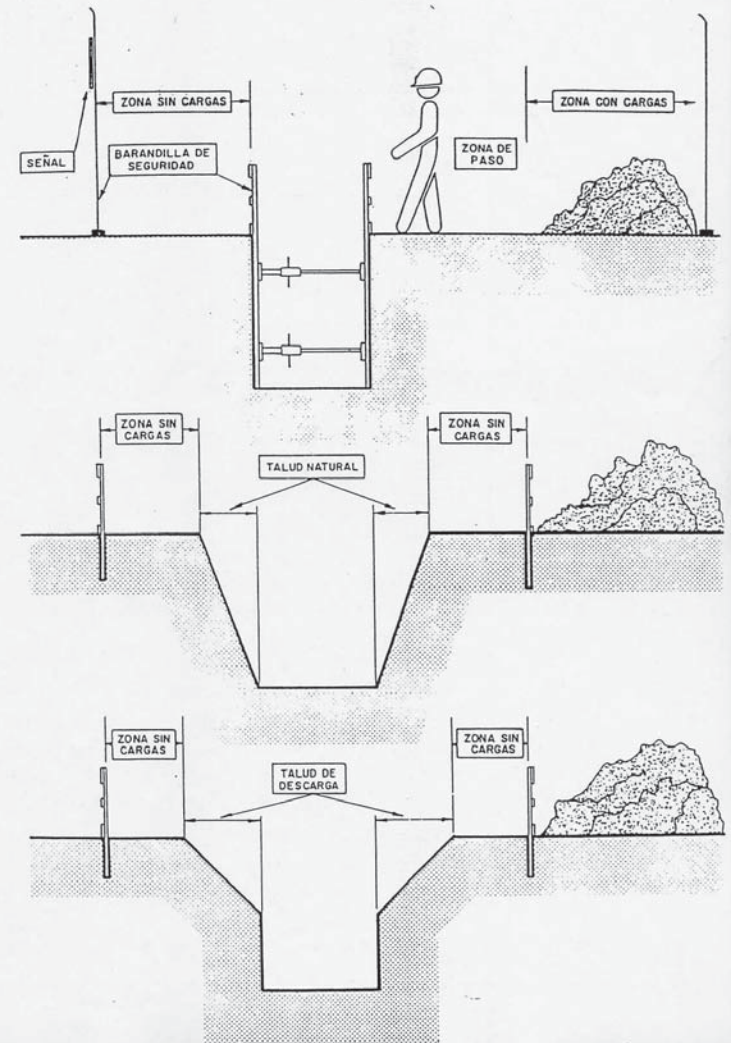 ZONA SIN CARGAS
ZONA CON CARGAS
SEÑAL
BARANDILLA DE
SEGURIDAD
ZONA DE
PASO
ZONA SIN
CARGAS
ZONA SIN
CARGAS
TALUD NATURAL
ZONA SIN
CARGAS
ZONA SIN
CARGAS
TALUD DE
DESCARGA